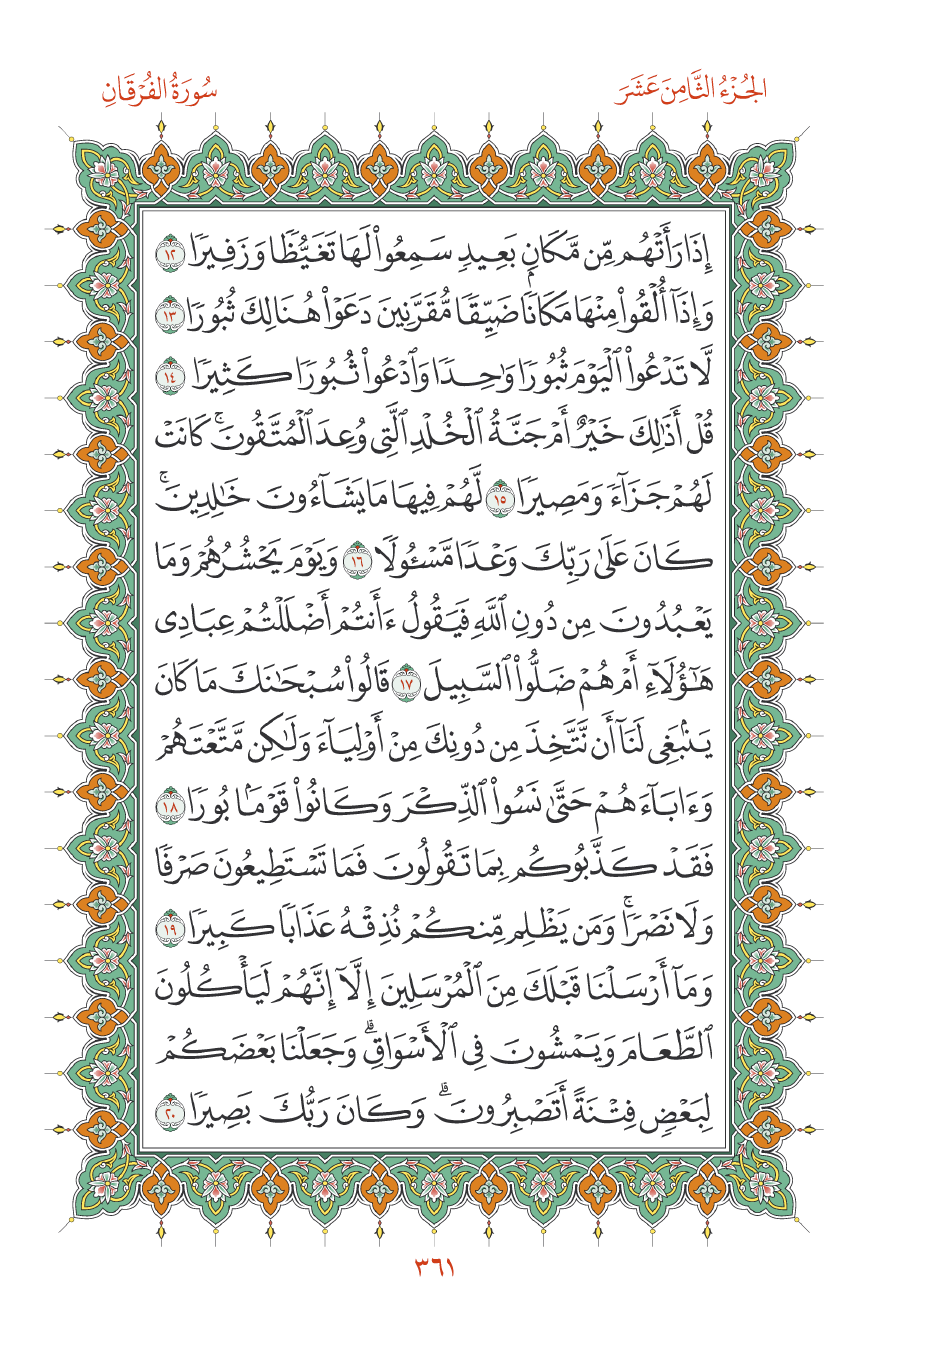 الجُزْءُ الثَّامِنَ عَشَرَ
سُورَةُ الفُرْقَانِ
إِذَا رَأَتْهُم مِّن مَّكَانِۭ بَعِيدٖ سَمِعُواْ لَهَا تَغَيُّظٗا وَزَفِيرٗا ١٢
وَإِذَآ أُلْقُواْ مِنْهَا مَكَانٗا ضَيِّقٗا مُّقَرَّنِينَ دَعَوْاْ هُنَالِكَ ثُبُورٗا ١٣
لَّا تَدْعُواْ ٱلْيَوْمَ ثُبُورٗا وَٰحِدٗا وَٱدْعُواْ ثُبُورٗا كَثِيرٗا ١٤
قُلْ أَذَٰلِكَ خَيْرٌ أَمْ جَنَّةُ ٱلْخُلْدِ ٱلَّتِي وُعِدَ ٱلْمُتَّقُونَۚ كَانَتْ
لَهُمْ جَزَآءٗ وَمَصِيرٗا ١٥ لَّهُمْ فِيهَا مَا يَشَآءُونَ خَٰلِدِينَۚ
كَانَ عَلَىٰ رَبِّكَ وَعْدٗا مَّسْـُٔولٗا ١٦ وَيَوْمَ يَحْشُرُهُمْ وَمَا
يَعْبُدُونَ مِن دُونِ ٱللَّهِ فَيَقُولُ ءَأَنتُمْ أَضْلَلْتُمْ عِبَادِي
هَٰٓؤُلَآءِ أَمْ هُمْ ضَلُّواْ ٱلسَّبِيلَ ١٧ قَالُواْ سُبْحَٰنَكَ مَا كَانَ
يَنۢبَغِي لَنَآ أَن نَّتَّخِذَ مِن دُونِكَ مِنْ أَوْلِيَآءَ وَلَٰكِن مَّتَّعْتَهُمْ
وَءَابَآءَهُمْ حَتَّىٰ نَسُواْ ٱلذِّكْرَ وَكَانُواْ قَوْمَۢا بُورٗا ١٨
فَقَدْ كَذَّبُوكُم بِمَا تَقُولُونَ فَمَا تَسْتَطِيعُونَ صَرْفٗا
وَلَا نَصْرٗاۚ وَمَن يَظْلِم مِّنكُمْ نُذِقْهُ عَذَابٗا كَبِيرٗا ١٩
وَمَآ أَرْسَلْنَا قَبْلَكَ مِنَ ٱلْمُرْسَلِينَ إِلَّآ إِنَّهُمْ لَيَأْكُلُونَ
ٱلطَّعَامَ وَيَمْشُونَ فِي ٱلْأَسْوَاقِۗ وَجَعَلْنَا بَعْضَكُمْ
لِبَعْضٖ فِتْنَةً أَتَصْبِرُونَۗ وَكَانَ رَبُّكَ بَصِيرٗا ٢٠
٣٦١